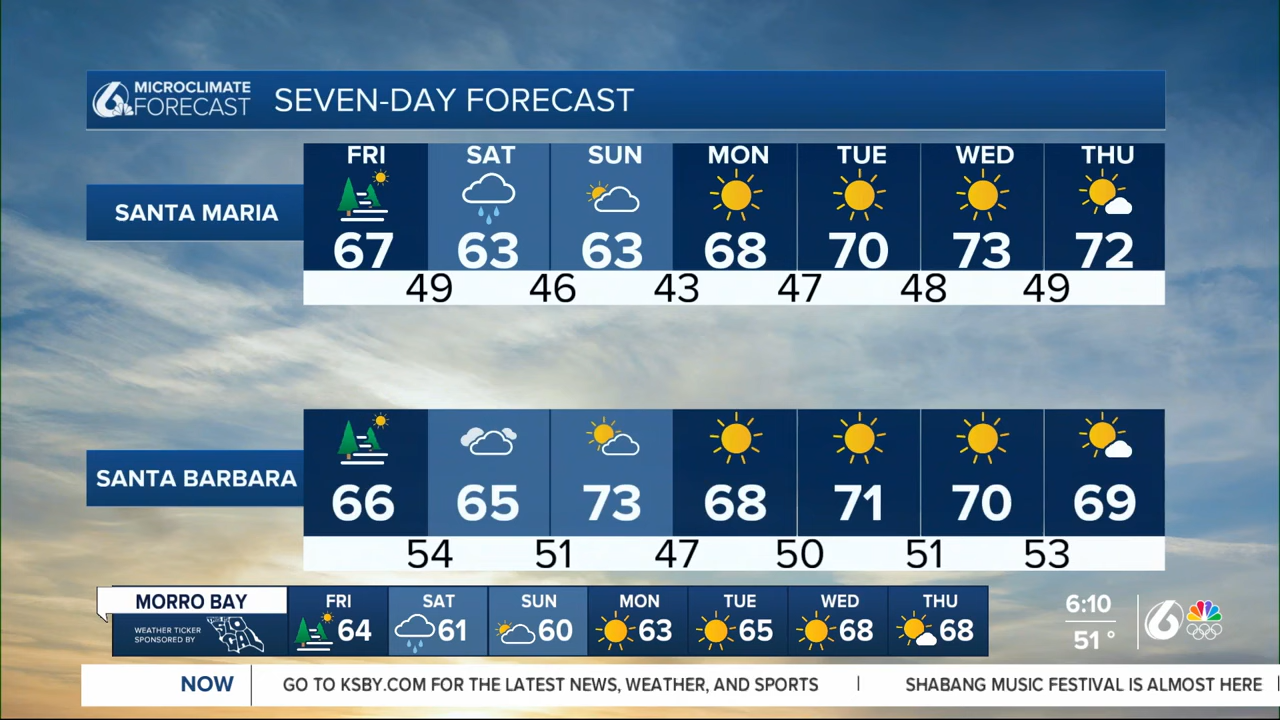 6 MICROCLIMATE
FORECAST
SEVEN-DAY FORECAST
FRI SAT SUN MON TUE WED THU
SANTA MARIA
67 63 63 68 70 73 72
49 46 43 47 48 49
SANTA BARBARA
66 65 73 68 71 70 69
54 51 47 50 51 53
MORRO BAY
WEATHER TICKER
SPONSORED BY
FRI SAT SUN MON TUE WED THU
64 61 60 63 65 68 68
6:10
51°
6
NOW
GO TO KSBY.COM FOR THE LATEST NEWS, WEATHER, AND SPORTS | SHABANG MUSIC FESTIVAL IS ALMOST HERE |